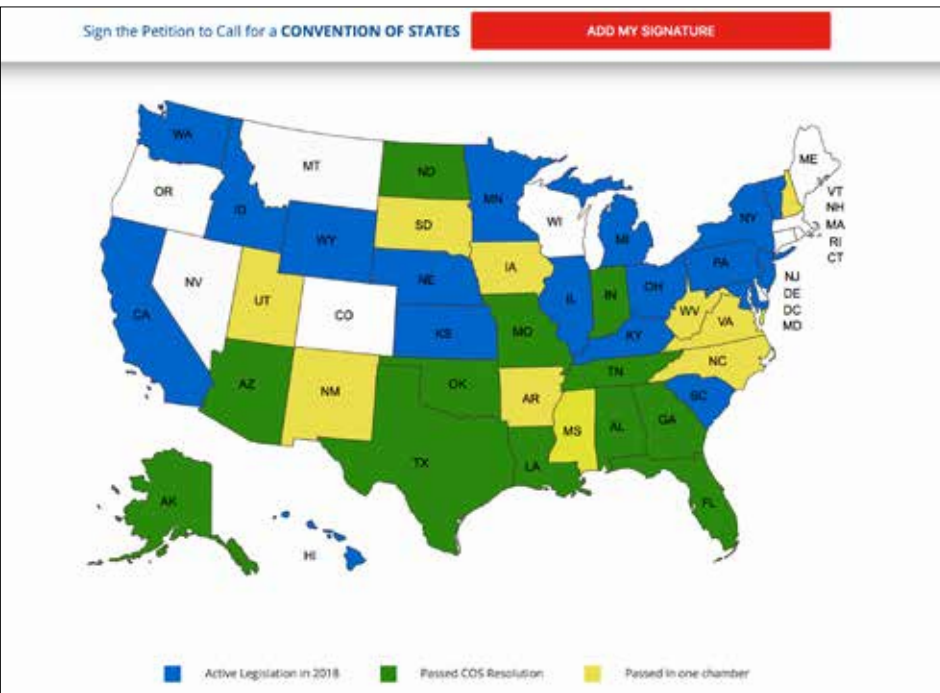 Sign the Petition to Call for a CONVENTION OF STATES
ADD MY SIGNATURE
WA
MT
ND
MN
ME
OR
ID
SD
WI
VT
NH
WY
MI
NY
MA
RI
CT
NV
UT
CO
NE
IA
IL
IN
OH
PA
NJ
DE
DC
MD
CA
KS
MO
KY
WV
VA
AZ
NM
OK
AR
TN
NC
SC
TX
LA
MS
AL
GA
FL
AK
HI
Active Legislation in 2018
Passed COS Resolution
Passed in one chamber